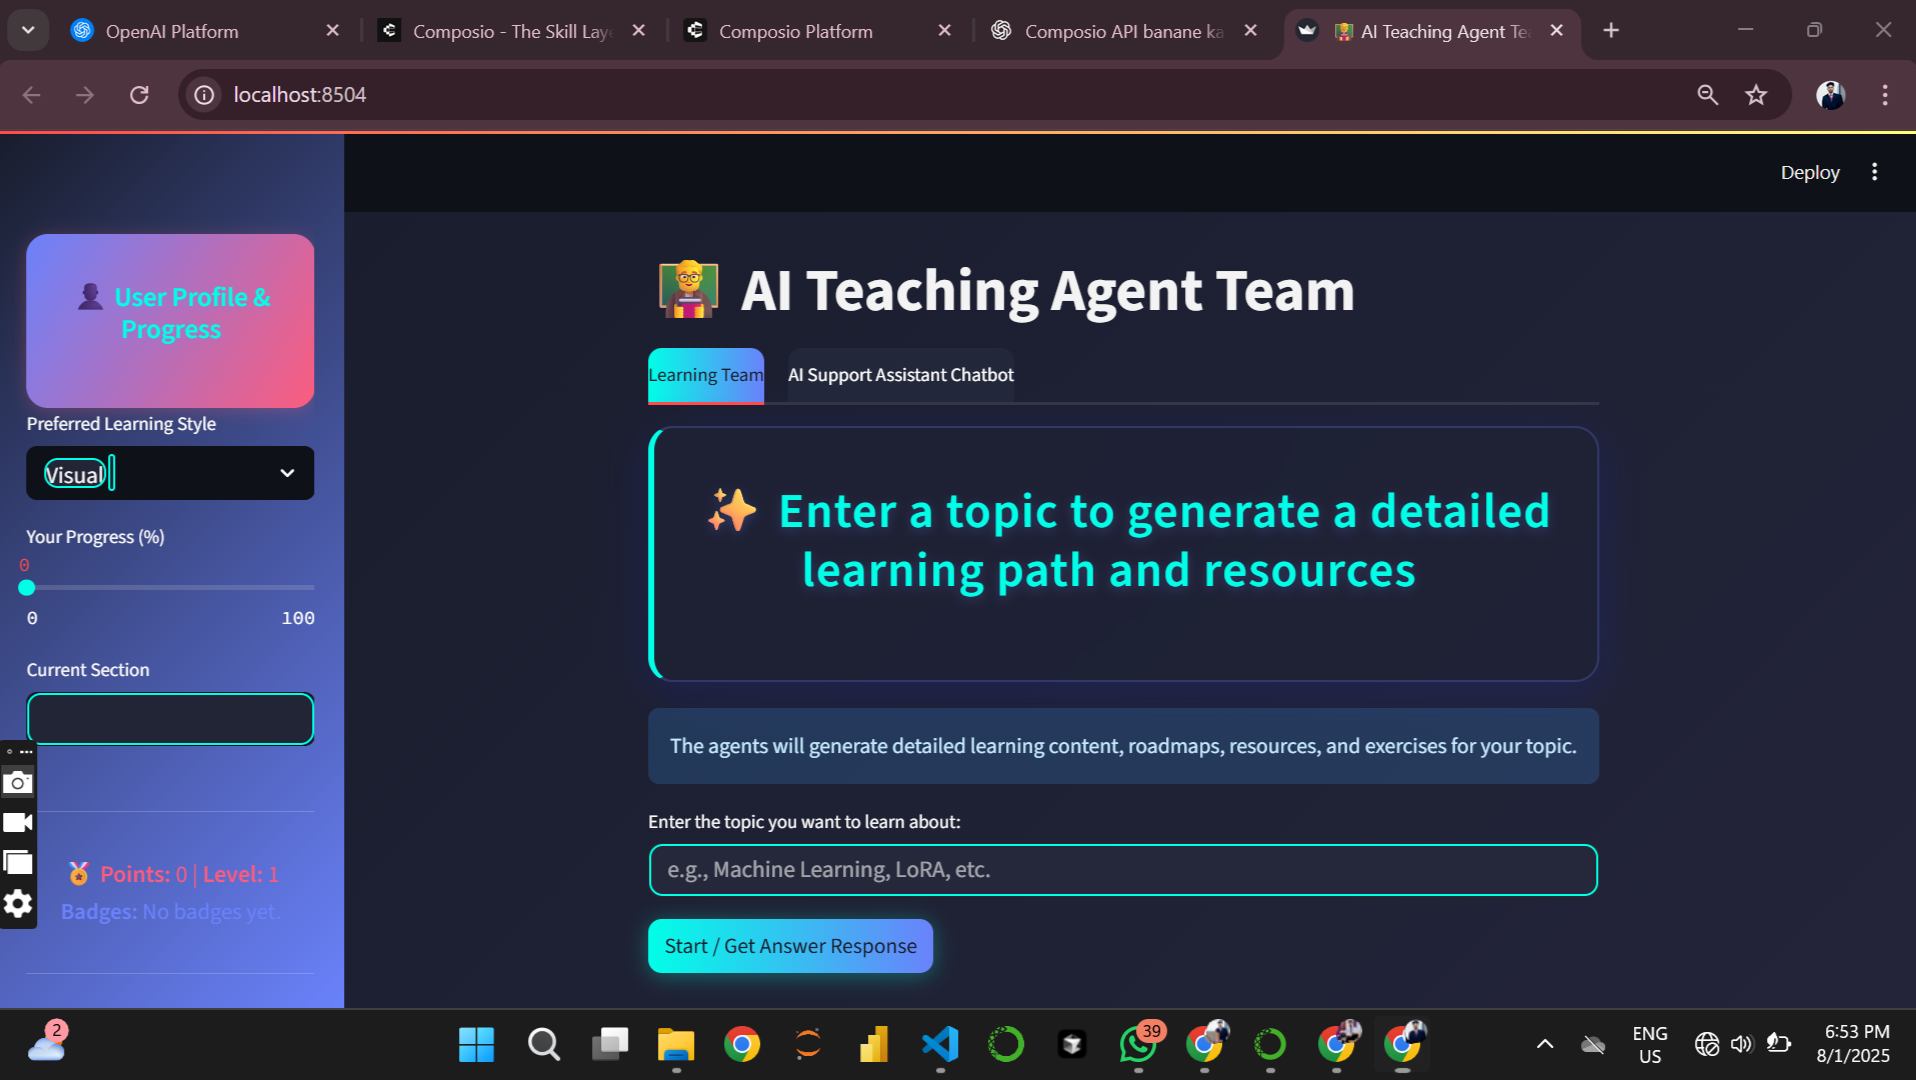 OpenAI Platform
Composio - The Skill Lay
Composio Platform
Composio API banane ka
AI Teaching Agent Te
localhost:8504
Deploy
User Profile &
Progress
Preferred Learning Style
Visual
Your Progress (%)
0
0 100
Current Section
Points: 0 | Level: 1
Badges: No badges yet.
AI Teaching Agent Team
Learning Team
AI Support Assistant Chatbot
Enter a topic to generate a detailed
learning path and resources
The agents will generate detailed learning content, roadmaps, resources, and exercises for your topic.
Enter the topic you want to learn about:
e.g., Machine Learning, LoRA, etc.
Start / Get Answer Response
2
39
ENG
US
6:53 PM
8/1/2025